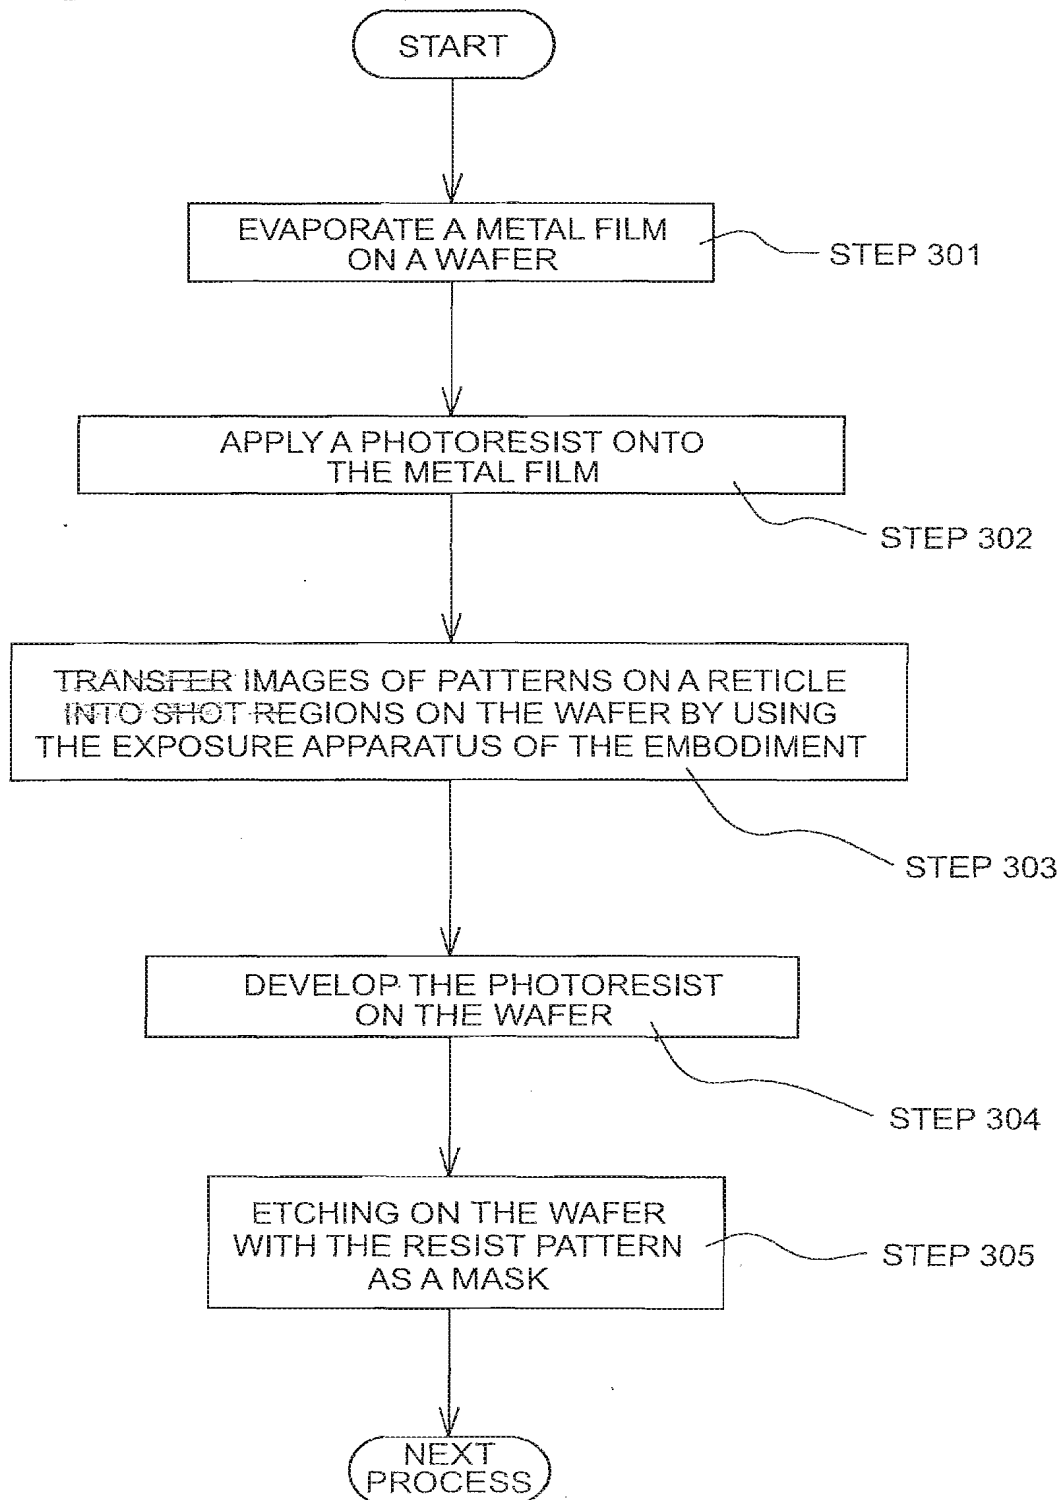 START
EVAPORATE A METAL FILM
ON A WAFER
STEP 301
APPLY A PHOTORESIST ONTO
THE METAL FILM
STEP 302
TRANSFER IMAGES OF PATTERNS ON A RETICLE
INTO SHOT REGIONS ON THE WAFER BY USING
THE EXPOSURE APPARATUS OF THE EMBODIMENT
STEP 303
DEVELOP THE PHOTORESIST
ON THE WAFER
STEP 304
ETCHING ON THE WAFER
WITH THE RESIST PATTERN
AS A MASK
STEP 305
NEXT
PROCESS